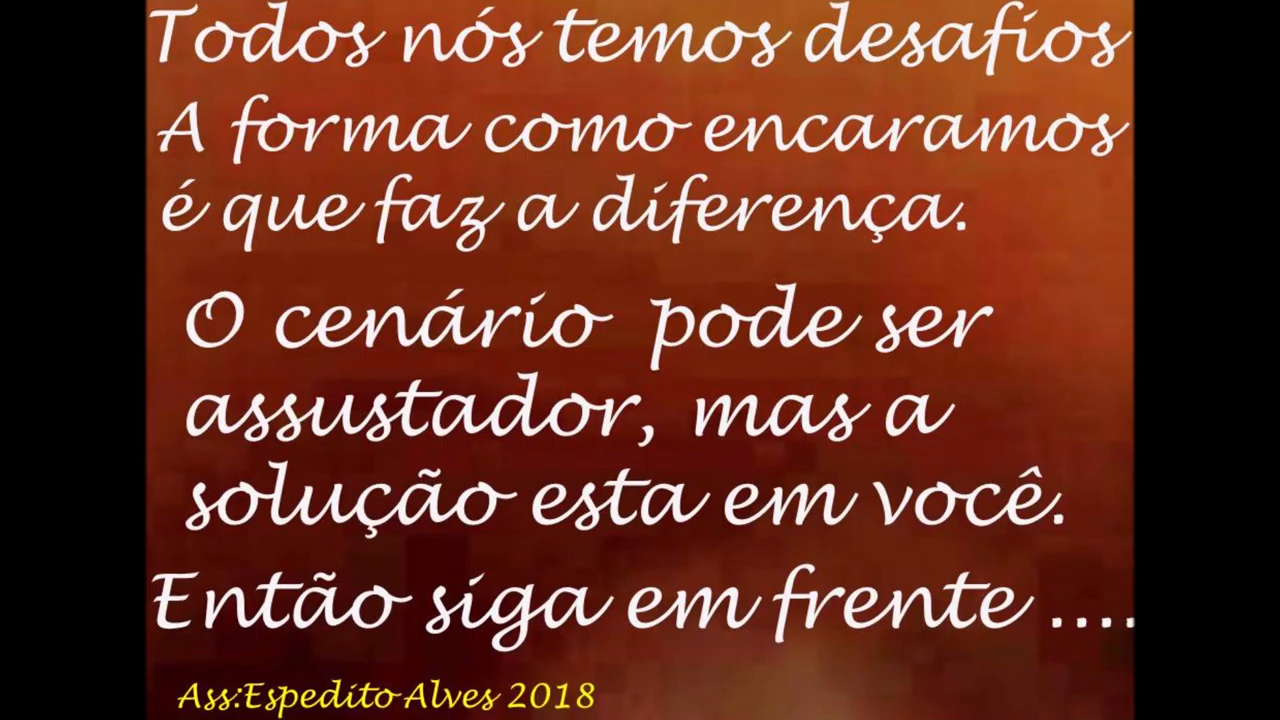 Todos nós temos desafios
A forma como encaramos
é que faz a diferença.
O cenário pode ser
assustador, mas a
solução esta em você.
Então siga em frente ....
Ass:Espedito Alves 2018